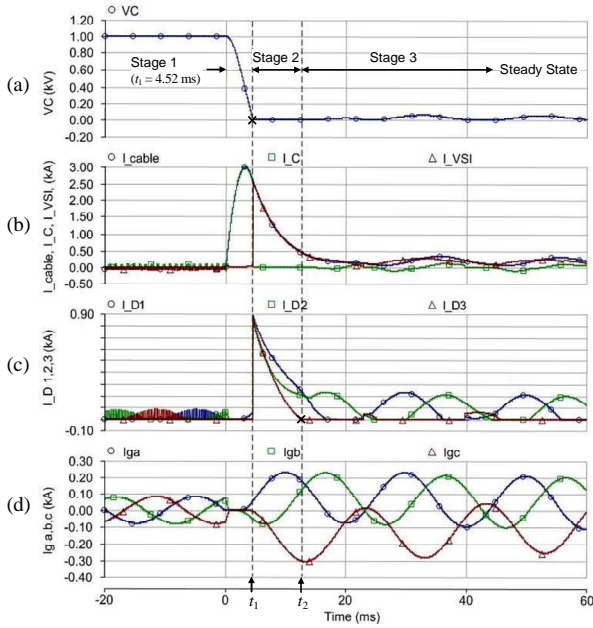 VC
1.20
1.00
0.80
0.60
0.40
0.20
0.00
-0.20
VC (kV)
(a)
Stage 1
(t1 = 4.52 ms)
Stage 2
Stage 3
Steady State
I_cable I_C I_VSI
3.00
2.50
2.00
1.50
1.00
0.50
0.00
-0.50
I_cable, I_C, I_VSI, (kA)
(b)
I_D1 I_D2 I_D3
0.90
-0.10
I_D 1,2,3 (kA)
(c)
Iga Igb Igc
0.30
0.20
0.10
0.00
-0.10
-0.20
-0.30
-0.40
Ig a,b,c (kA)
(d)
-20 0 20 40 60
t1 t2
Time (ms)